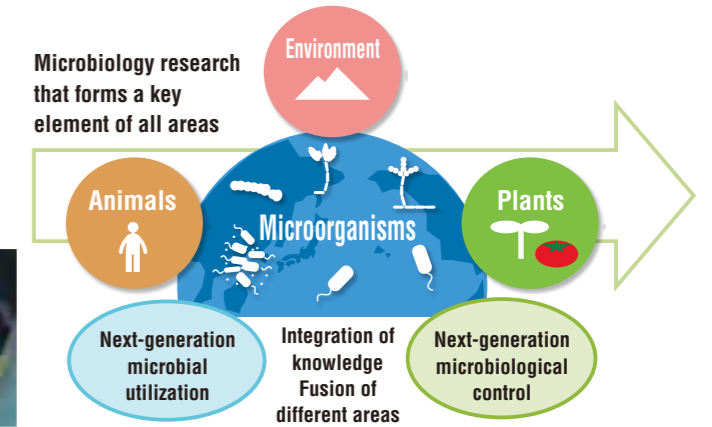 Microbiology research
that forms a key
element of all areas
Environment
Animals
Microorganisms
Plants
Next-generation
microbial
utilization
Integration of
knowledge
Fusion of
different areas
Next-generation
microbiological
control